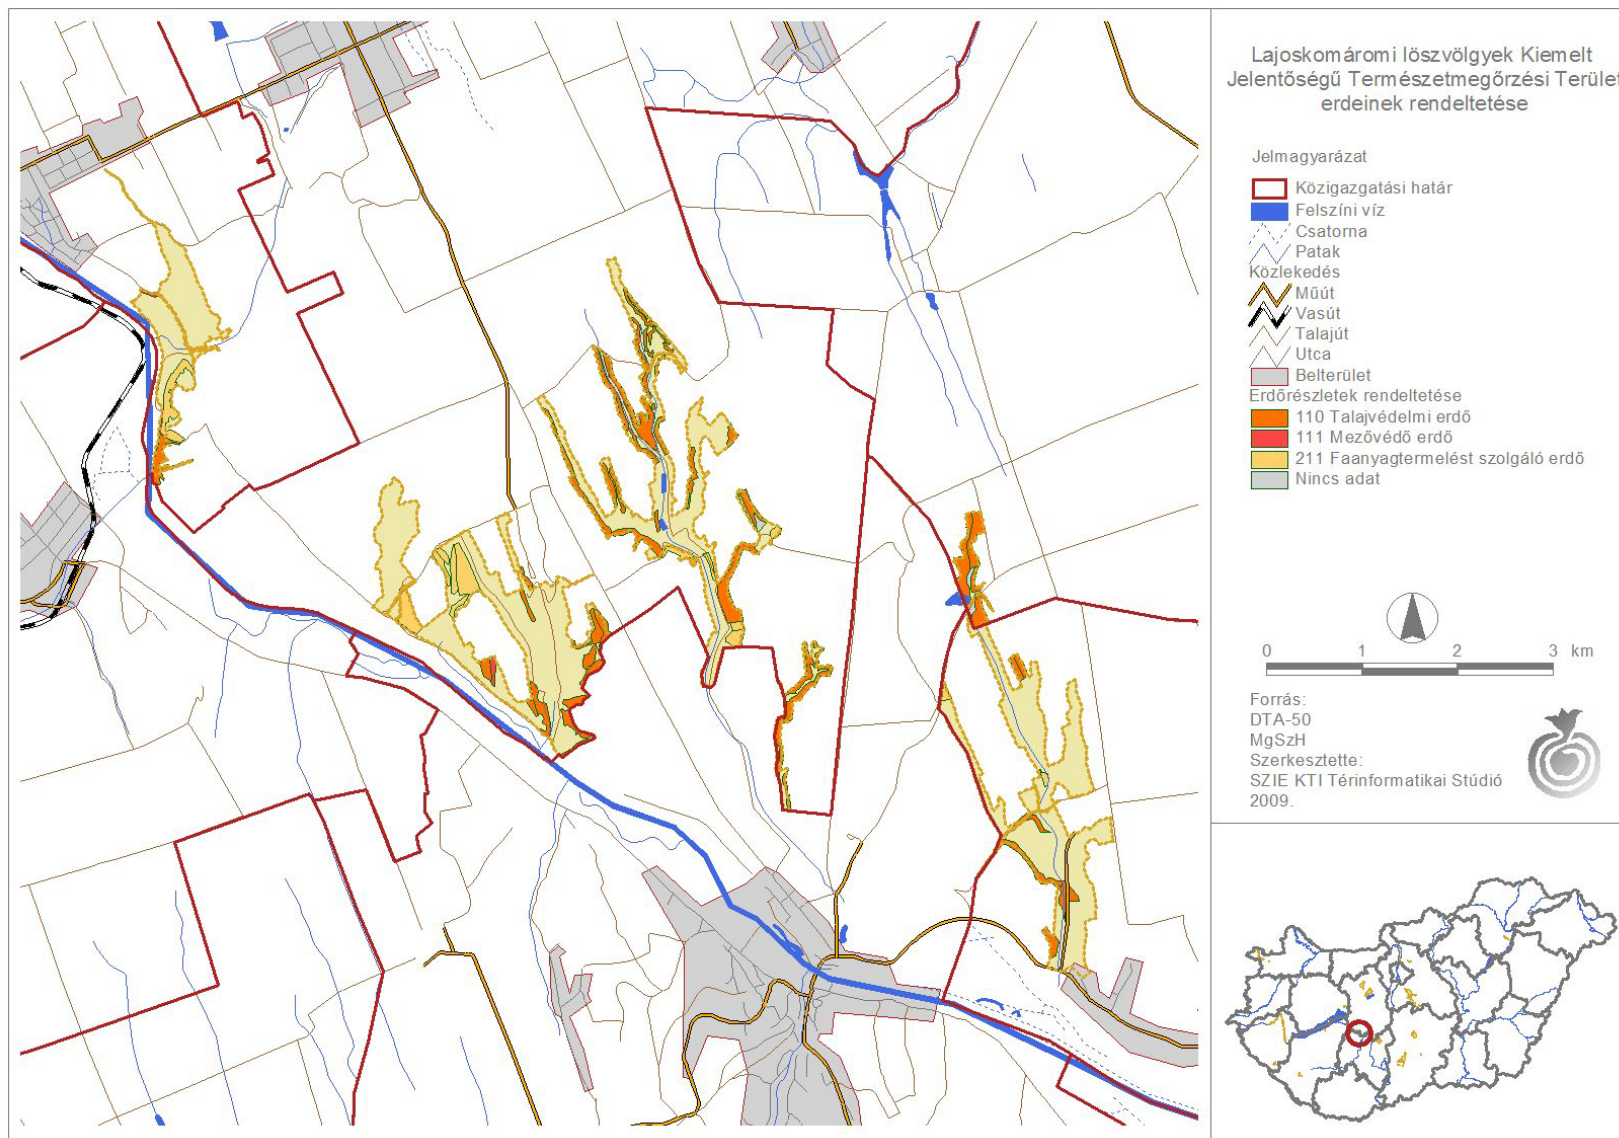 Lajoskomáromi löszvölgyek Kiemelt
Jelentőségű Természetmegőrzési Terület
erdeinek rendeltetése
Jelmagyarázat
Közigazgatási határ
Felszíni víz
Csatorna
Patak
Közlekedés
Műút
Vasút
Talajút
Utca
Belterület
Erdőrészletek rendeltetése
110 Talajvédelmi erdő
111 Mezővédő erdő
211 Faanyagtermelést szolgáló erdő
Nincs adat
0 1 2 3 km
Forrás:
DTA-50
MgSzH
Szerkesztette:
SZIE KTI Térinformatikai Stúdió
2009.